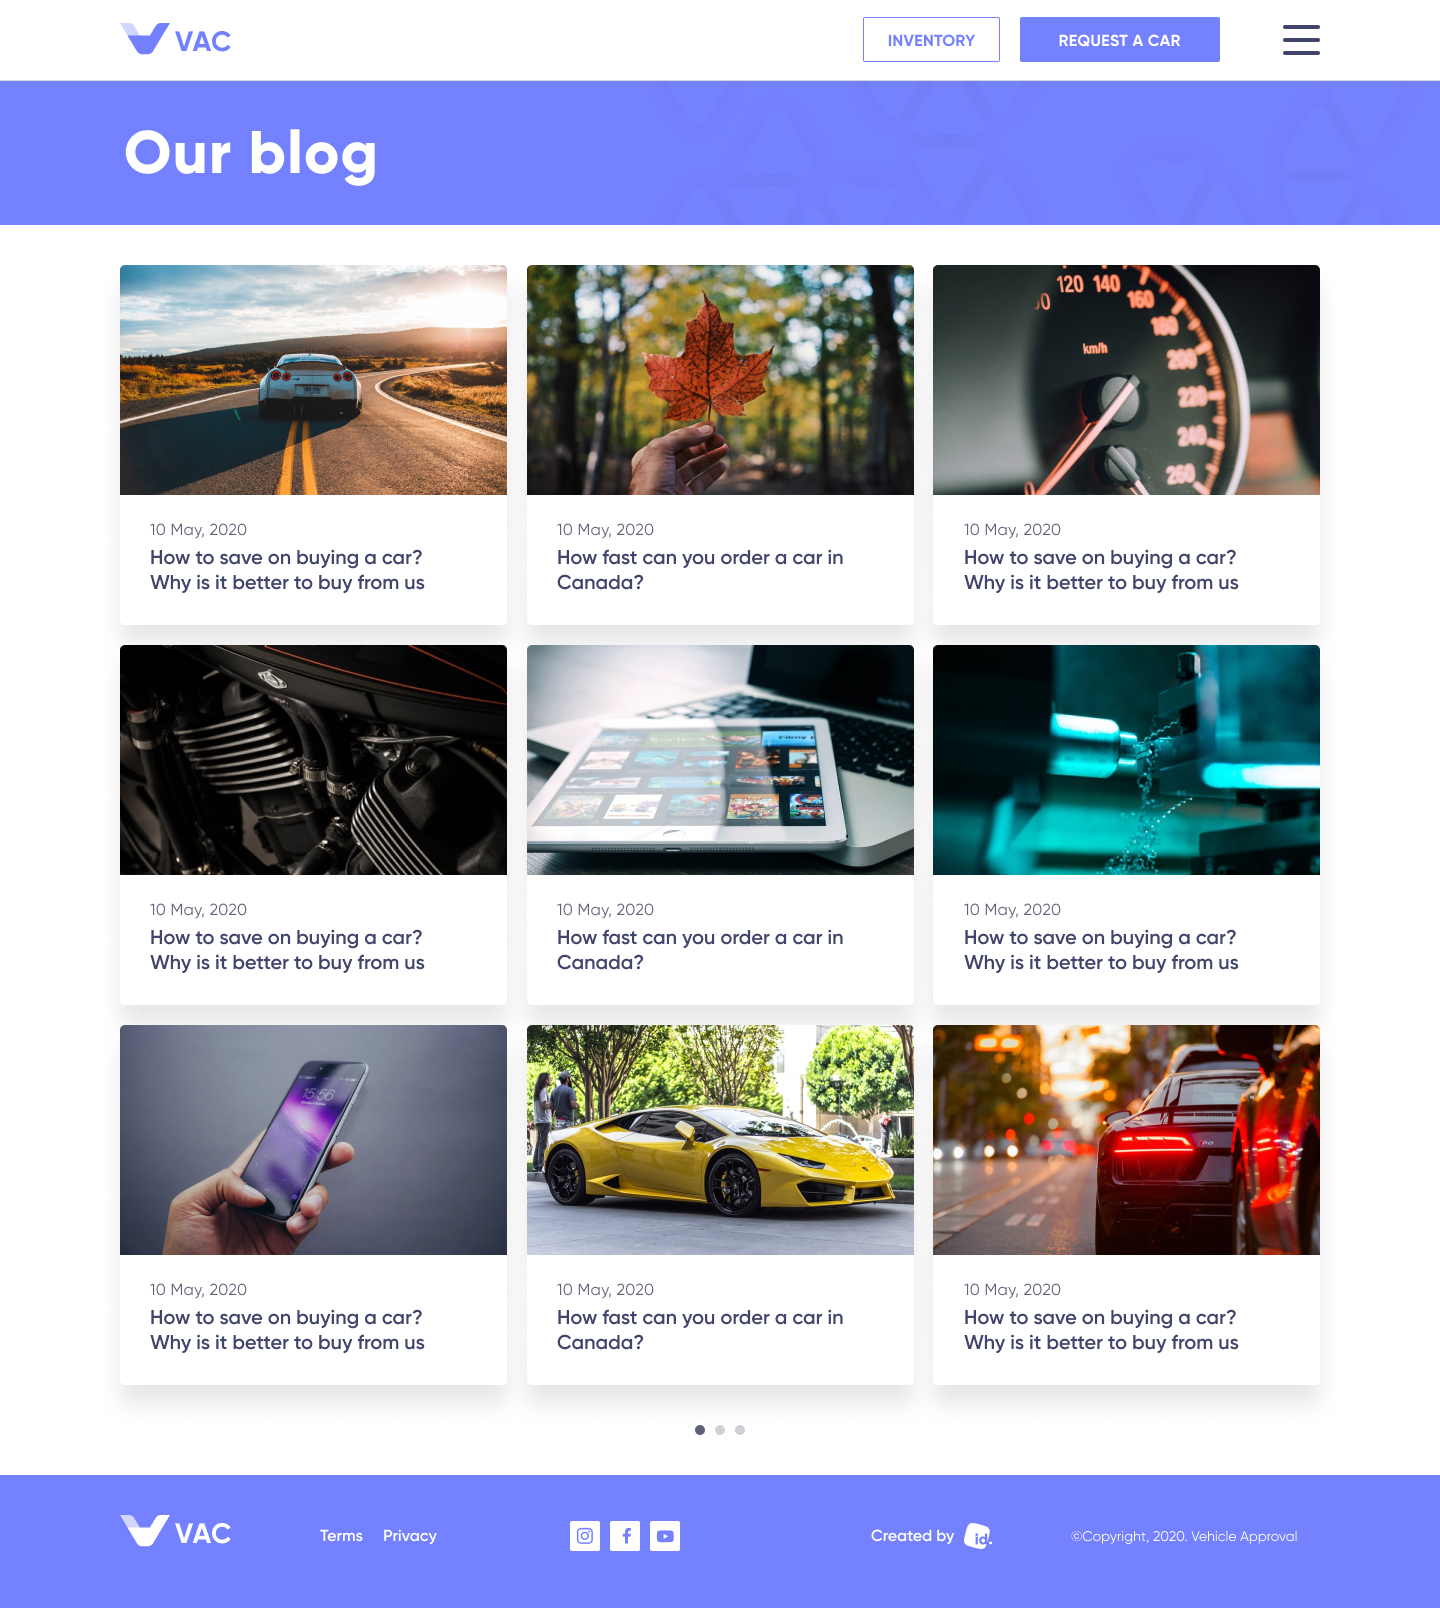 VAC
INVENTORY
REQUEST A CAR
Our blog
120 140
160
180
200
220
240
260
km/h
10 May, 2020
How to save on buying a car?
Why is it better to buy from us
10 May, 2020
How fast can you order a car in
Canada?
10 May, 2020
How to save on buying a car?
Why is it better to buy from us
10 May, 2020
How to save on buying a car?
Why is it better to buy from us
10 May, 2020
How fast can you order a car in
Canada?
10 May, 2020
How to save on buying a car?
Why is it better to buy from us
15:56
10 May, 2020
How to save on buying a car?
Why is it better to buy from us
10 May, 2020
How fast can you order a car in
Canada?
10 May, 2020
How to save on buying a car?
Why is it better to buy from us
VAC
Terms
Privacy
Created by
id.
©Copyright, 2020. Vehicle Approval